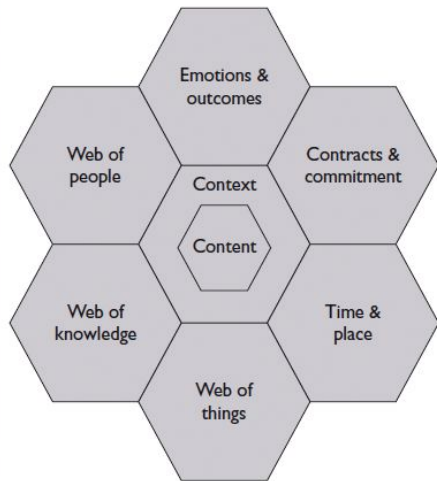 Emotions &
outcomes
Web of
people
Contracts &
commitment
Context
Content
Web of
knowledge
Time &
place
Web of
things